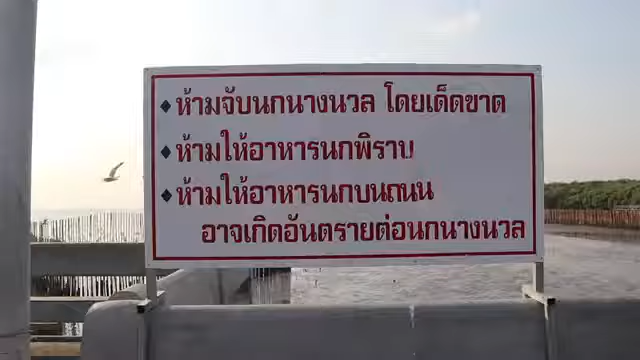 ◆ห้ามจับนกนางนวล โดยเด็ดขาด
◆ห้ามให้อาหารนกพิราบ
◆ห้ามให้อาหารนกบนถนน
อาจเกิดอันตรายต่อนกนางนวล